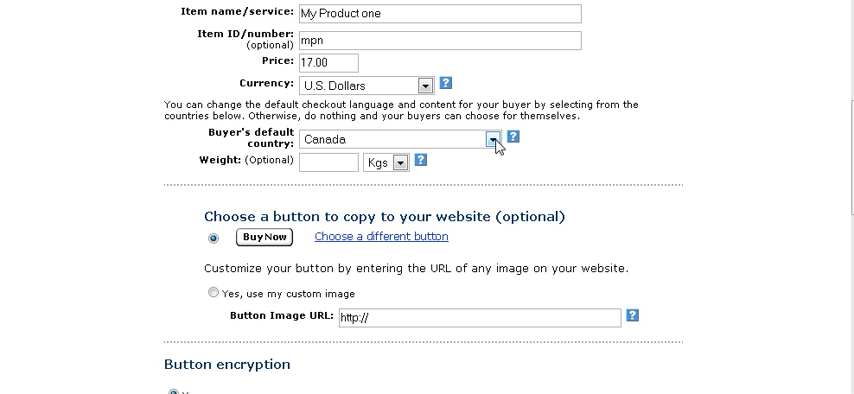 Item name/service: My Product one
Item ID/number: mpn
(optional)
Price: 17.00
Currency: U.S. Dollars ?
You can change the default checkout language and content for your buyer by selecting from the
countries below. Otherwise, do nothing and your buyers can choose for themselves.
Buyer's default Canada ?
country:
Weight: (Optional) Kgs ?
Choose a button to copy to your website (optional)
Buy Now Choose a different button
Customize your button by entering the URL of any image on your website.
Yes, use my custom image
Button Image URL: http:// ?
Button encryption